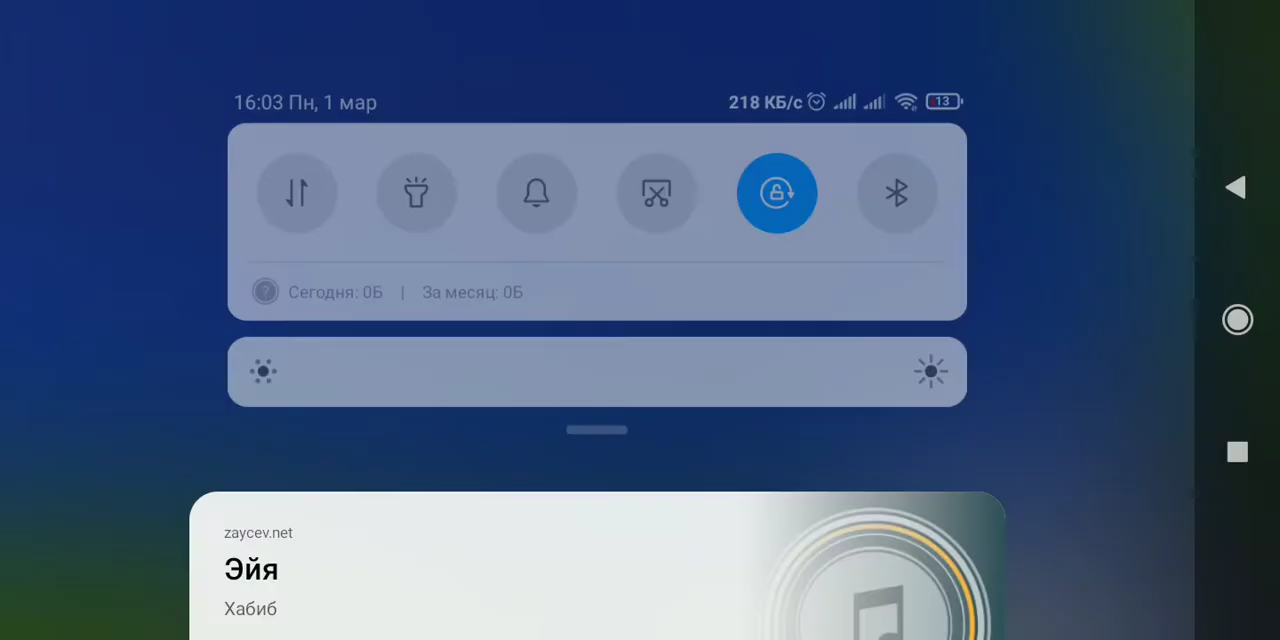 16:03 Пн, 1 мар 218 КБ/с 13
Сегодня: 0Б | За месяц: 0Б
zaycev.net
Эйя
Хабиб